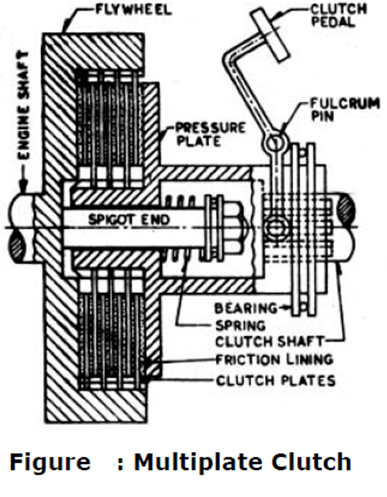 FLYWHEEL
CLUTCH
PEDAL
ENGINE SHAFT
FULCRUM
PIN
PRESSURE
PLATE
SPIGOT END
BEARING
SPRING
CLUTCH SHAFT
FRICTION LINING
CLUTCH PLATES
Figure : Multiplate Clutch